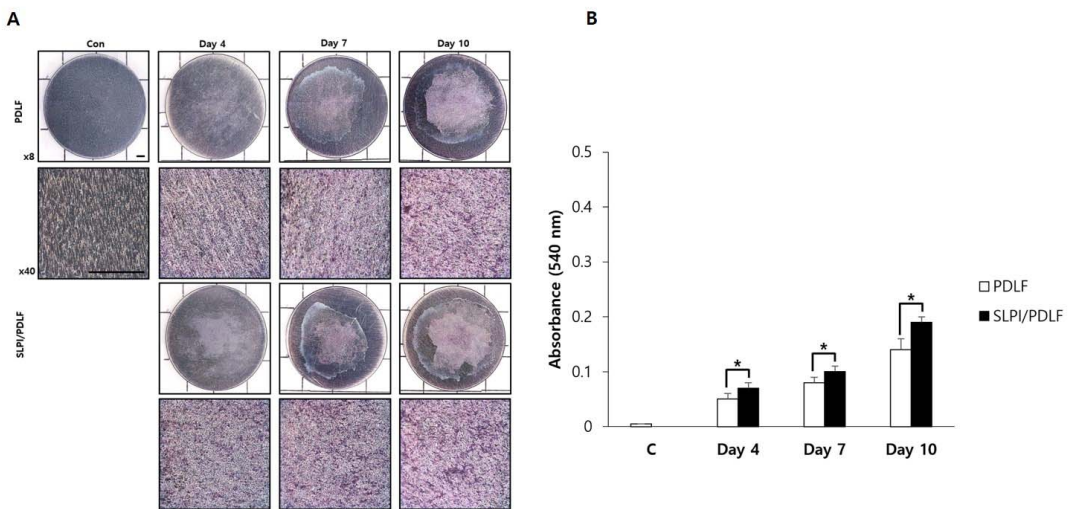 A
Con Day 4 Day 7 Day 10
PDLF
x8
x40
SLPI/PDLF
B
Absorbance (540 nm)
0.5
0.4
0.3
0.2
0.1
0
* * *
C Day 4 Day 7 Day 10
PDLF
SLPI/PDLF